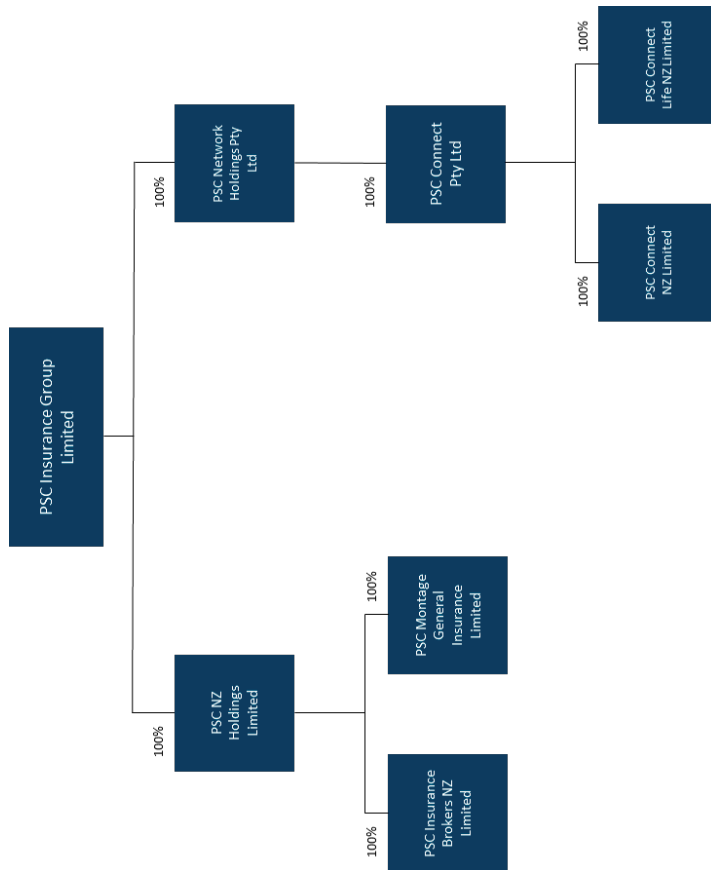 PSC Insurance Group
Limited
100%
PSC NZ
Holdings
Limited
100%
PSC Network
Holdings Pty
Ltd
100%
PSC Insurance
Brokers NZ
Limited
100%
PSC Montage
General
Insurance
Limited
100%
PSC Connect
Pty Ltd
100%
PSC Connect
NZ Limited
100%
PSC Connect
Life NZ Limited